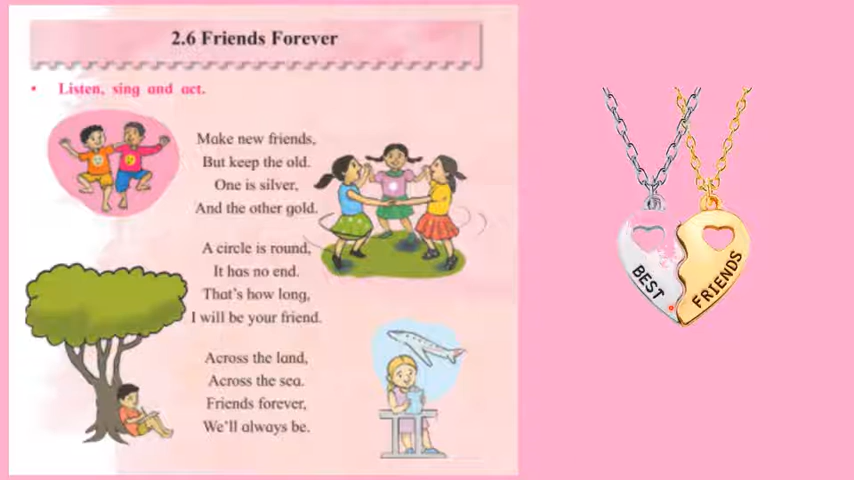 2.6 Friends Forever
• Listen, sing and act.
Make new friends,
But keep the old.
One is silver,
And the other gold.
A circle is round,
It has no end.
That's how long,
I will be your friend.
Across the land,
Across the sea.
Friends forever,
We'll always be.
BEST
FRIENDS